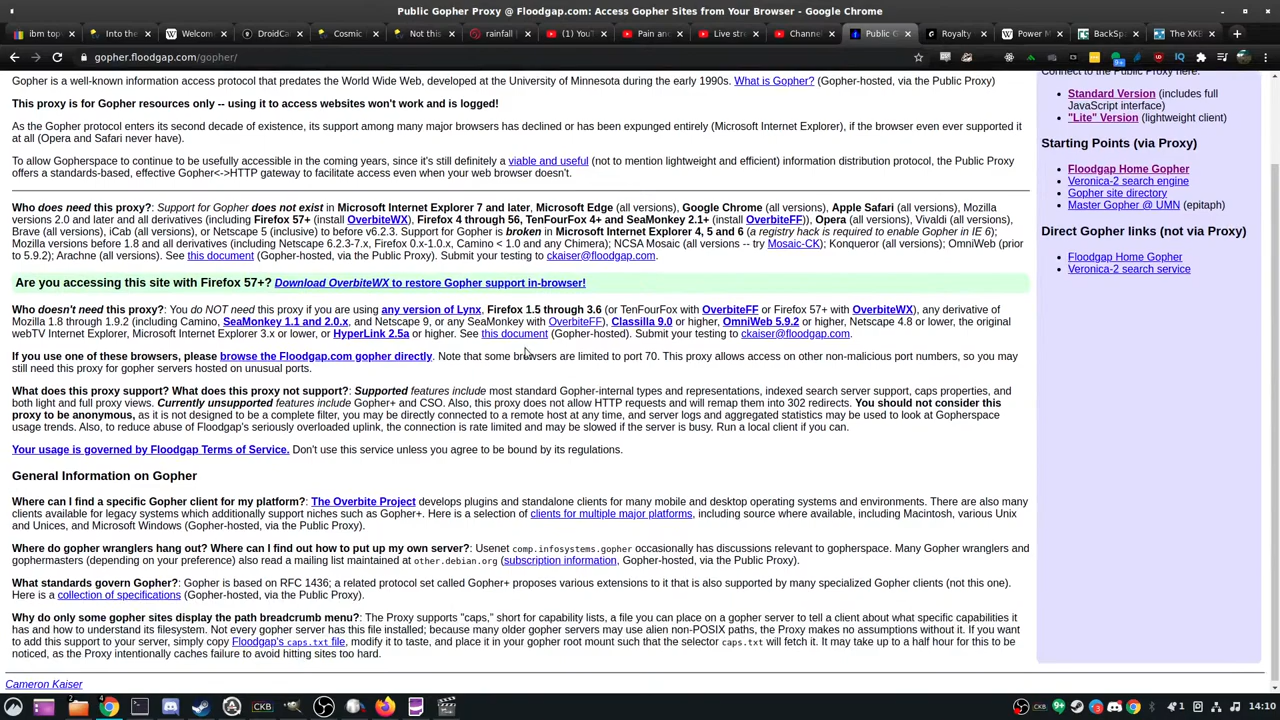 Public Gopher Proxy @ Floodgap.com: Access Gopher Sites from Your Browser - Google Chrome
ibm top
Into the
Welcom
DroidCa
Cosmic
Not this
rainfall
(1) YouT
Pain an
Live str
Channel
Public G
Royalty
Power M
BackSp
The XKE
gopher.floodgap.com/gopher/
Gopher is a well-known information access protocol that predates the World Wide Web, developed at the University of Minnesota during the early 1990s. What is Gopher? (Gopher-hosted, via the Public Proxy)
This proxy is for Gopher resources only -- using it to access websites won't work and is logged!
As the Gopher protocol enters its second decade of existence, its support among many major browsers has declined or has been expunged entirely (Microsoft Internet Explorer), if the browser even ever supported it
at all (Opera and Safari never have).
To allow Gopherspace to continue to be usefully accessible in the coming years, since it's still definitely a viable and useful (not to mention lightweight and efficient) information distribution protocol, the Public Proxy
offers a standards-based, effective Gopher<->HTTP gateway to facilitate access even when your web browser doesn't.
Who does need this proxy?: Support for Gopher does not exist in Microsoft Internet Explorer 7 and later, Microsoft Edge (all versions), Google Chrome (all versions), Apple Safari (all versions), Mozilla
versions 2.0 and later and all derivatives (including Firefox 57+ (install OverbiteWX), Firefox 4 through 56, TenFourFox 4+ and SeaMonkey 2.1+ (install OverbiteFF)), Opera (all versions), Vivaldi (all versions),
Brave (all versions), iCab (all versions), or Netscape 5 (inclusive) to before v6.2.3. Support for Gopher is broken in Microsoft Internet Explorer 4, 5 and 6 (a registry hack is required to enable Gopher in IE 6);
Mozilla versions before 1.8 and all derivatives (including Netscape 6.2.3-7.x, Firefox 0.x-1.0.x, Camino < 1.0 and any Chimera); NCSA Mosaic (all versions -- try Mosaic-CK); Konqueror (all versions); OmniWeb (prior
to 5.9.2); Arachne (all versions). See this document (Gopher-hosted, via the Public Proxy). Submit your testing to ckaiser@floodgap.com.
Are you accessing this site with Firefox 57+? Download OverbiteWX to restore Gopher support in-browser!
Who doesn't need this proxy?: You do NOT need this proxy if you are using any version of Lynx, Firefox 1.5 through 3.6 (or TenFourFox with OverbiteFF or Firefox 57+ with OverbiteWX), any derivative of
Mozilla 1.8 through 1.9.2 (including Camino, SeaMonkey 1.1 and 2.0.x, and Netscape 9, or any SeaMonkey with OverbiteFF), Classilla 9.0 or higher, OmniWeb 5.9.2 or higher, Netscape 4.8 or lower, the original
webTV Internet Explorer, Microsoft Internet Explorer 3.x or lower, or HyperLink 2.5a or higher. See this document (Gopher-hosted). Submit your testing to ckaiser@floodgap.com.
If you use one of these browsers, please browse the Floodgap.com gopher directly. Note that some browsers are limited to port 70. This proxy allows access on other non-malicious port numbers, so you may
still need this proxy for gopher servers hosted on unusual ports.
What does this proxy support? What does this proxy not support?: Supported features include most standard Gopher-internal types and representations, indexed search server support, caps properties, and
both light and full proxy views. Currently unsupported features include Gopher+ and CSO. Also, this proxy does not allow HTTP requests and will remap them into 302 redirects. You should not consider this
proxy to be anonymous, as it is not designed to be a complete filter, you may be directly connected to a remote host at any time, and server logs and aggregated statistics may be used to look at Gopherspace
usage trends. Also, to reduce abuse of Floodgap's seriously overloaded uplink, the connection is rate limited and may be slowed if the server is busy. Run a local client if you can.
Your usage is governed by Floodgap Terms of Service. Don't use this service unless you agree to be bound by its regulations.
General Information on Gopher
Where can I find a specific Gopher client for my platform?: The Overbite Project develops plugins and standalone clients for many mobile and desktop operating systems and environments. There are also many
clients available for legacy systems which additionally support niches such as Gopher+. Here is a selection of clients for multiple major platforms, including source where available, including Macintosh, various Unix
and Unices, and Microsoft Windows (Gopher-hosted, via the Public Proxy).
Where do gopher wranglers hang out? Where can I find out how to put up my own server?: Usenet comp.infosystems.gopher occasionally has discussions relevant to gopherspace. Many Gopher wranglers and
gophermasters (depending on your preference) also read a mailing list maintained at other.debian.org (subscription information, Gopher-hosted, via the Public Proxy).
What standards govern Gopher?: Gopher is based on RFC 1436; a related protocol set called Gopher+ proposes various extensions to it that is also supported by many specialized Gopher clients (not this one).
Here is a collection of specifications (Gopher-hosted, via the Public Proxy).
Why do only some gopher sites display the path breadcrumb menu?: The Proxy supports "caps," short for capability lists, a file you can place on a gopher server to tell a client about what specific capabilities it
has and how to understand its filesystem. Not every gopher server has this file installed; because many older gopher servers may use alien non-POSIX paths, the Proxy makes no assumptions without it. If you want
to add this support to your server, simply copy Floodgap's caps.txt file, modify it to taste, and place it in your gopher root mount such that the selector caps.txt will fetch it. It may take up to a half hour for this to be
noticed, as the Proxy intentionally caches failure to avoid hitting sites too hard.
Cameron Kaiser
Connect to the Public Proxy here:
Standard Version (includes full
JavaScript interface)
"Lite" Version (lightweight client)
Starting Points (via Proxy)
Floodgap Home Gopher
Veronica-2 search engine
Gopher site directory
Master Gopher @ UMN (epitaph)
Direct Gopher links (not via Proxy)
Floodgap Home Gopher
Veronica-2 search service
CKB
1
14:10